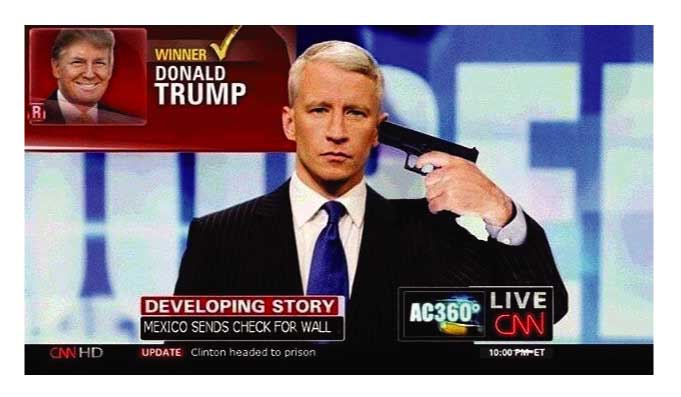 WINNER
DONALD
TRUMP
R
DEVELOPING STORY
MEXICO SENDS CHECK FOR WALL
AC360°
LIVE
CNN
CNN HD
UPDATE Clinton headed to prison
10:00 PM ET